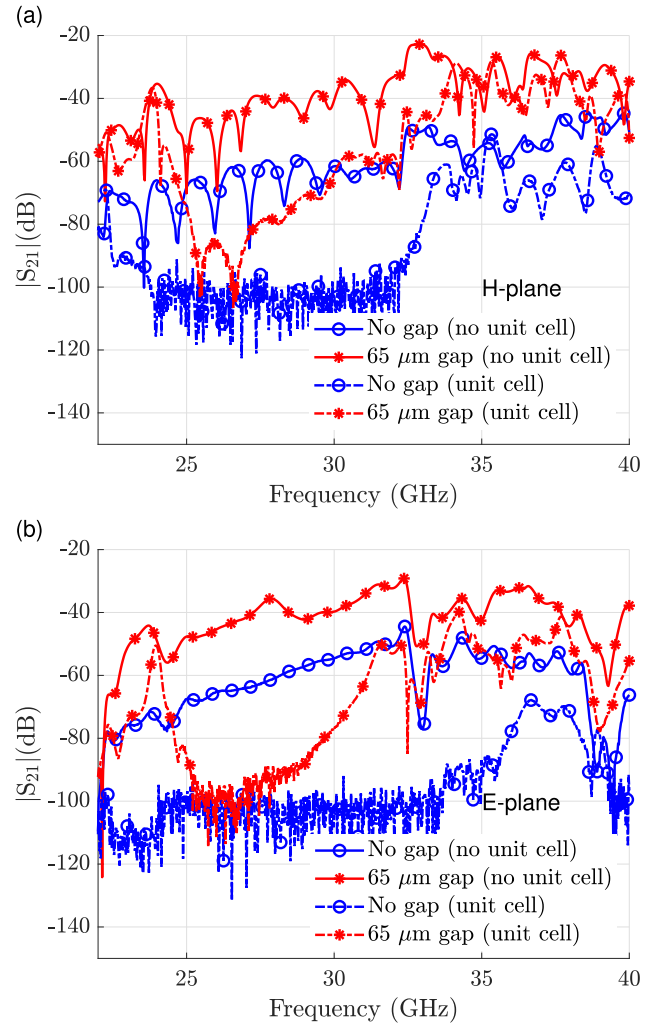 (a)
-20
-40
-60
-80
-100
-120
-140
|S21|(dB)
H-plane
No gap (no unit cell)
65 μm gap (no unit cell)
No gap (unit cell)
65 μm gap (unit cell)
25 30 35 40
Frequency (GHz)
(b)
-20
-40
-60
-80
-100
-120
-140
|S21|(dB)
E-plane
No gap (no unit cell)
65 μm gap (no unit cell)
No gap (unit cell)
65 μm gap (unit cell)
25 30 35 40
Frequency (GHz)